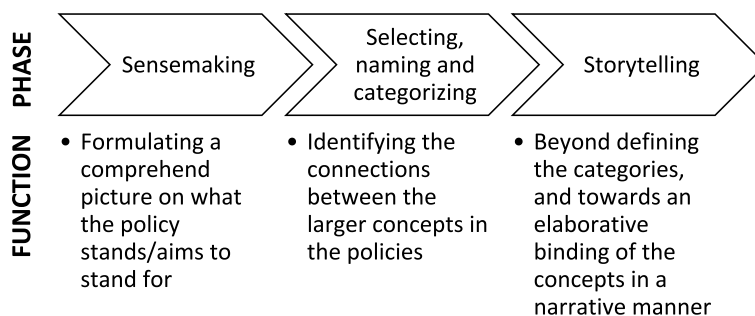 PHASE
Sensemaking
Selecting,
naming and
categorizing
Storytelling
FUNCTION
• Formulating a
comprehend
picture on what
the policy
stands/aims to
stand for
• Identifying the
connections
between the
larger concepts in
the policies
• Beyond defining
the categories,
and towards an
elaborative
binding of the
concepts in a
narrative manner